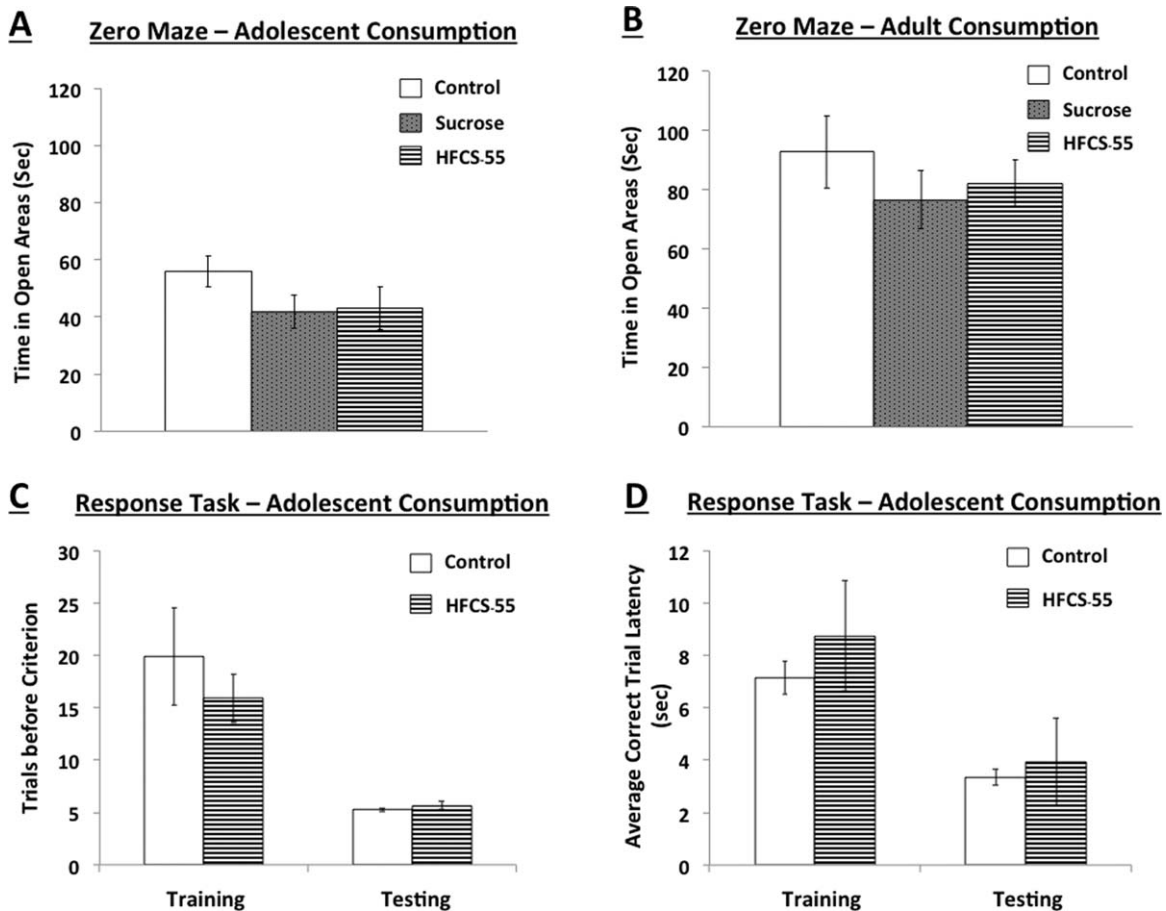 A
Zero Maze – Adolescent Consumption
Time in Open Areas (Sec)
120
100
80
60
40
20
0
Control
Sucrose
HFCS-55
B
Zero Maze – Adult Consumption
Time in Open Areas (Sec)
120
100
80
60
40
20
0
Control
Sucrose
HFCS-55
C
Response Task – Adolescent Consumption
Trials before Criterion
30
25
20
15
10
5
0
Control
HFCS-55
Training
Testing
D
Response Task – Adolescent Consumption
Average Correct Trial Latency
(sec)
12
10
8
6
4
2
0
Control
HFCS-55
Training
Testing